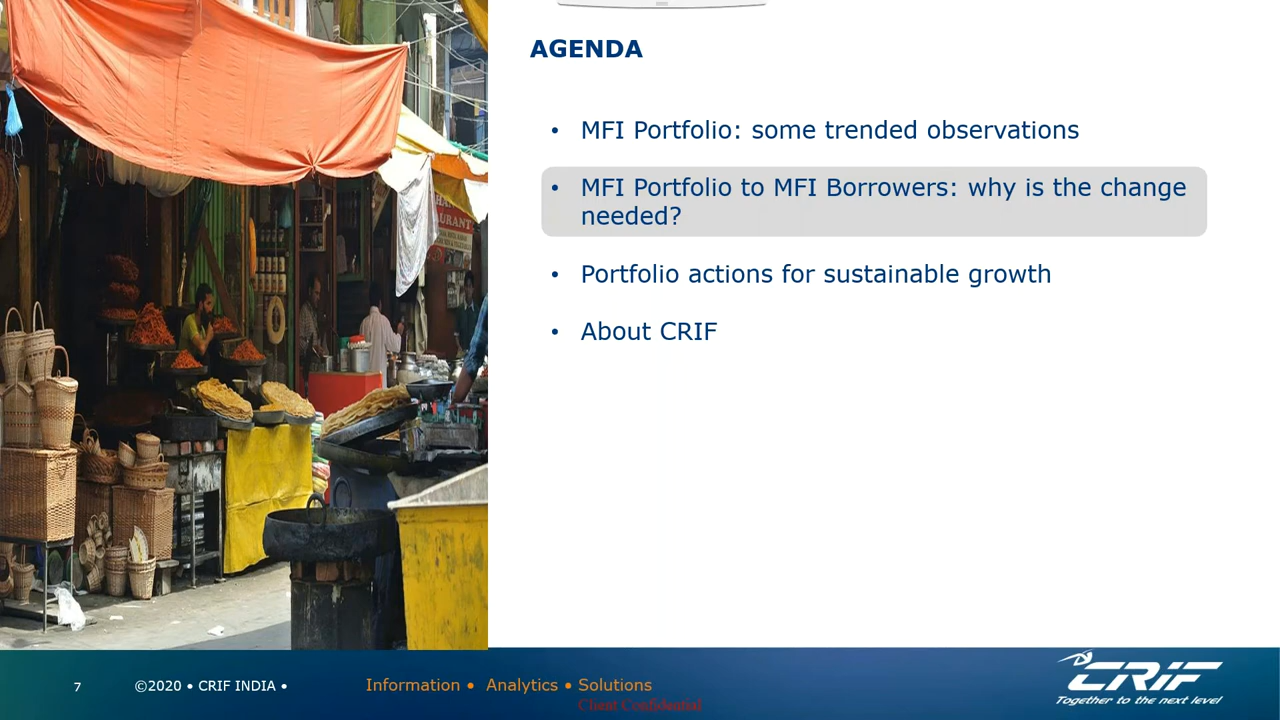 AGENDA
• MFI Portfolio: some trended observations
• MFI Portfolio to MFI Borrowers: why is the change
needed?
• Portfolio actions for sustainable growth
• About CRIF
7
©2020 • CRIF INDIA •
Information • Analytics • Solutions
Client Confidential
CRIF
Together to the next level